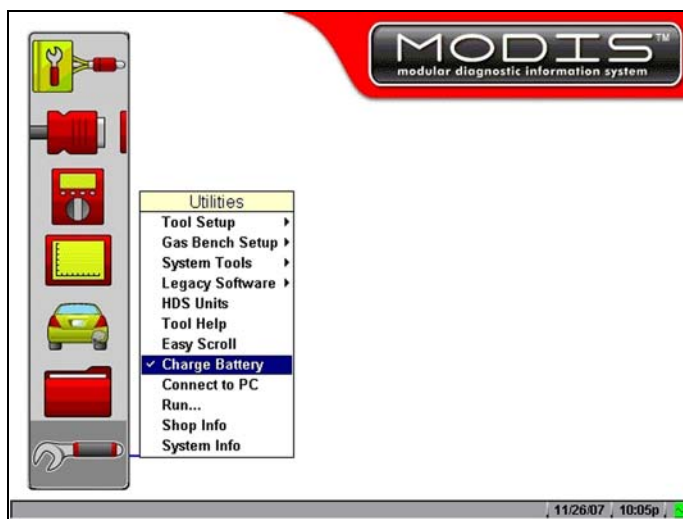 MODIS™
modular diagnostic information system
Utilities
Tool Setup
Gas Bench Setup
System Tools
Legacy Software
HDS Units
Tool Help
Easy Scroll
Charge Battery
Connect to PC
Run...
Shop Info
System Info
11/26/07 10:05p